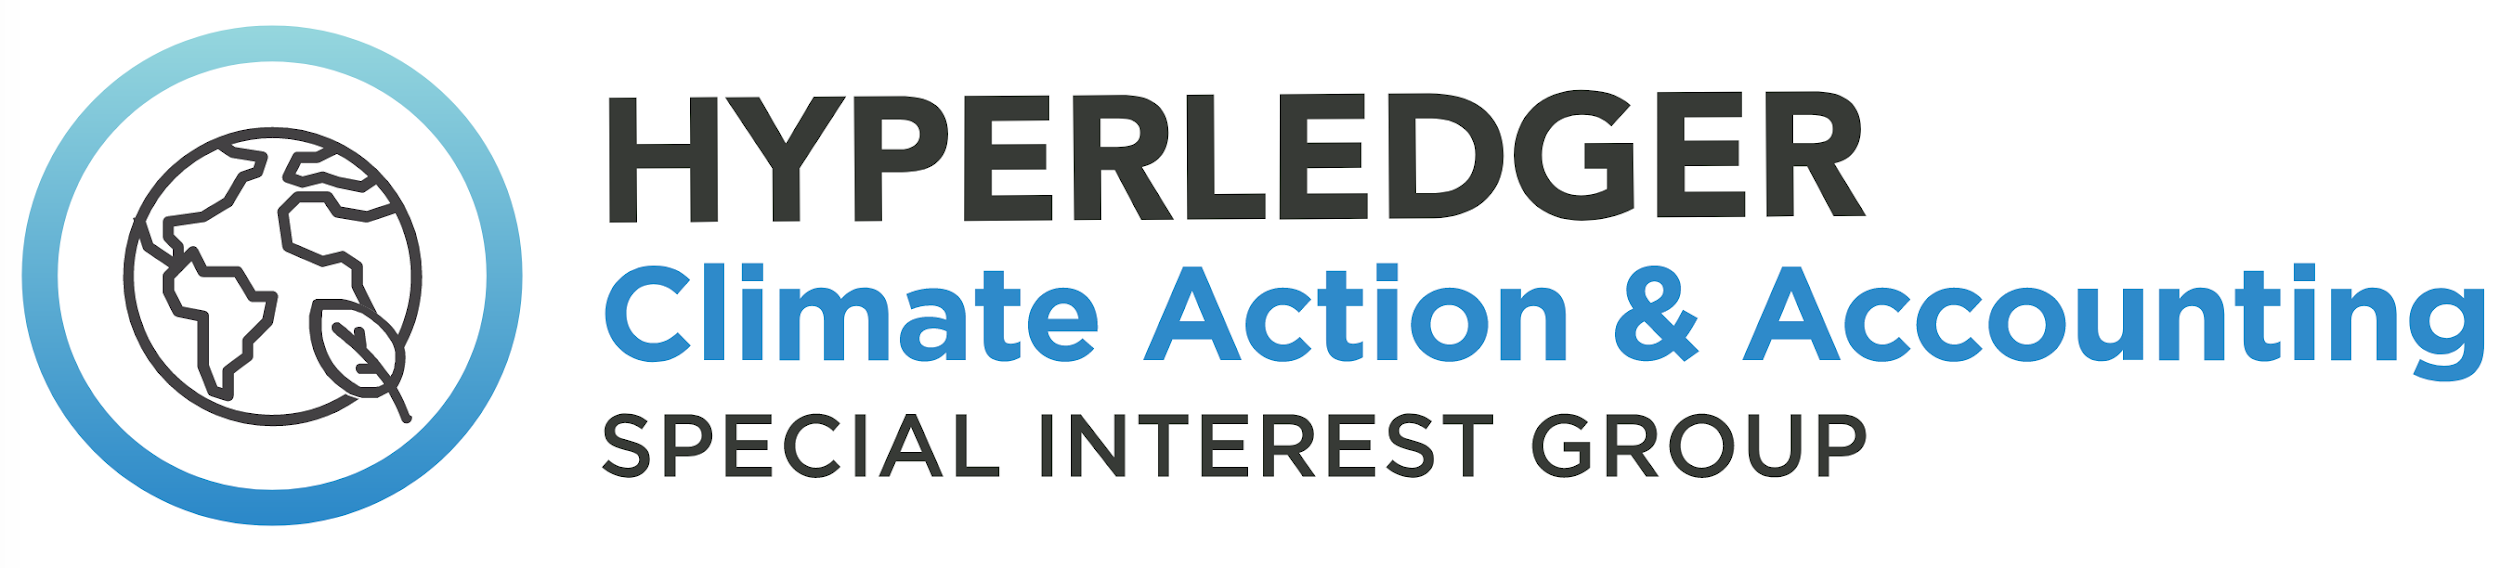 HYPERLEDGER
Climate Action & Accounting
SPECIAL INTEREST GROUP